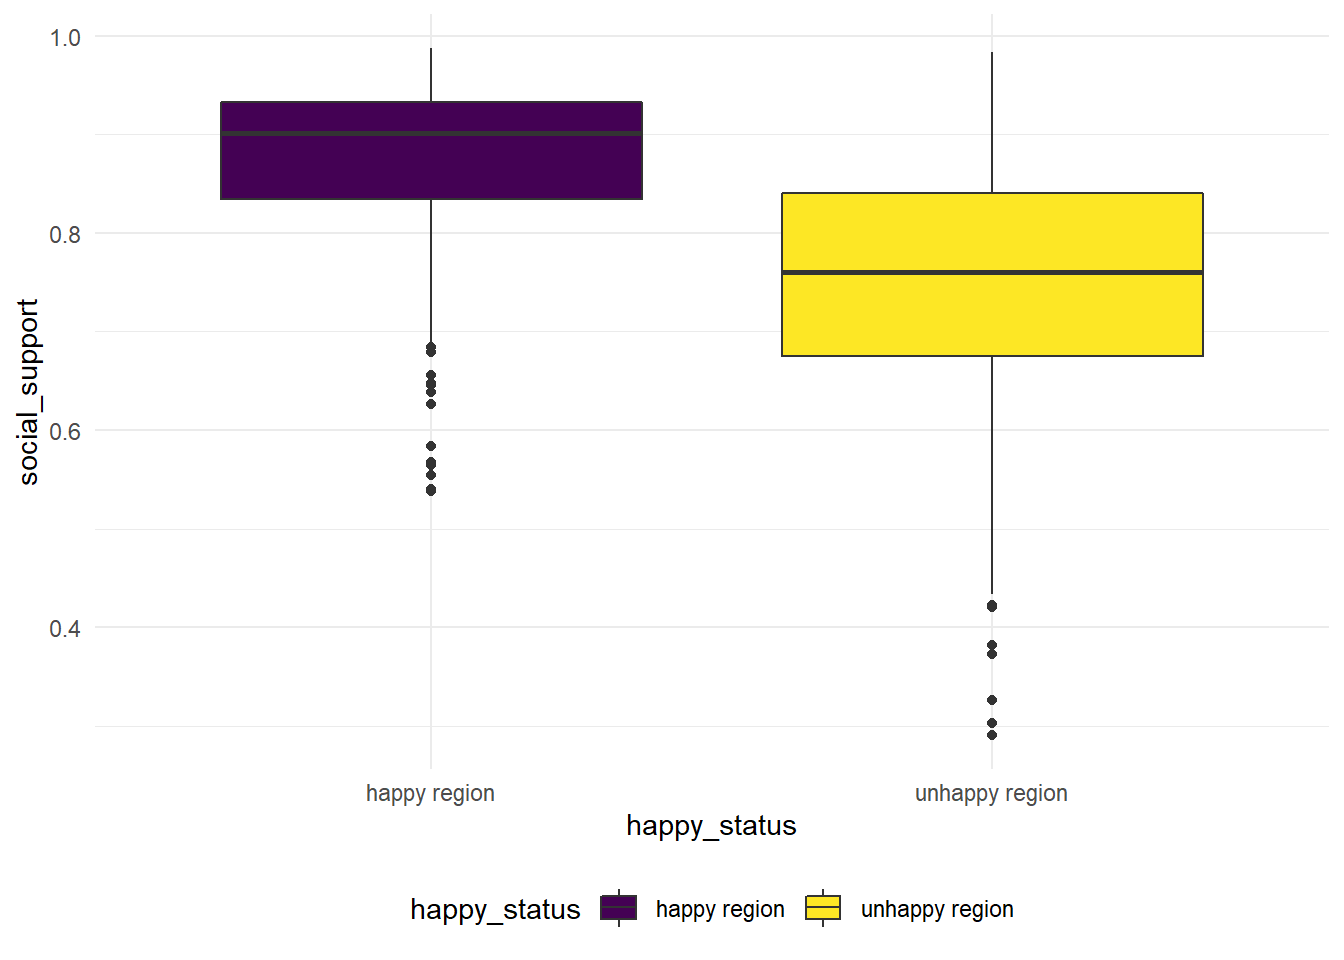 1.0
0.8
0.6
0.4
social_support
happy region
unhappy region
happy_status
happy_status happy region unhappy region